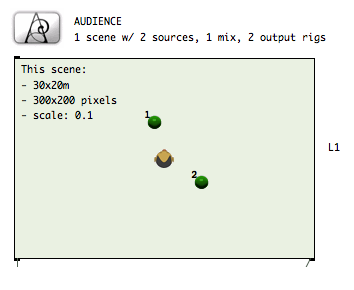 AUDIENCE
1 scene w/ 2 sources, 1 mix, 2 output rigs
This scene:
- 30x20m
- 300x200 pixels
- scale: 0.1
1
L1
2